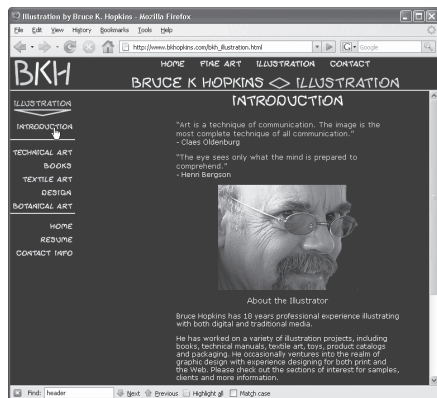 Illustration by Bruce K. Hopkins - Mozilla Firefox
File Edit View History Bookmarks Tools Help
http://www.bkhopkins.com/bkh_illustration.html
Google
BKH
HOME FINE ART ILLUSTRATION CONTACT
BRUCE K HOPKINS ILLUSTRATION
ILLUSTRATION
INTRODUCTION
TECHNICAL ART
BOOKS
TEXTILE ART
DESIGN
BOTANICAL ART
HOME
RESUME
CONTACT INFO
INTRODUCTION
"Art is a technique of communication. The image is the
most complete technique of all communication."
- Claes Oldenburg
"The eye sees only what the mind is prepared to
comprehend."
- Henri Bergson
About the Illustrator
Bruce Hopkins has 18 years professional experience illustrating
with both digital and traditional media.
He has worked on a variety of illustration projects, including
books, technical manuals, textile art, toys, product catalogs
and packaging. He occasionally ventures into the realm of
graphic design with experience designing for both print and
the Web. Please check out the sections of interest for samples,
clients and more information.
Find: header Next Previous Highlight all Match case